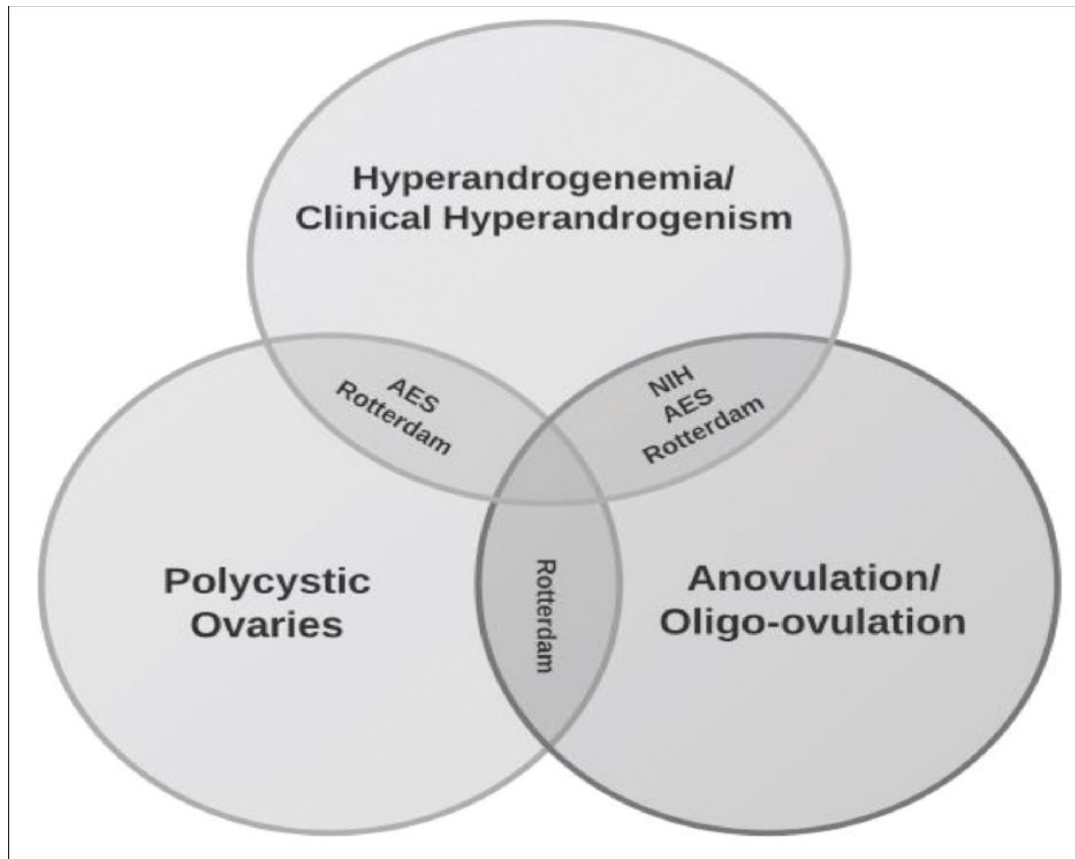 Hyperandrogenemia/
Clinical Hyperandrogenism
AES
Rotterdam
NIH
AES
Rotterdam
Polycystic
Ovaries
Rotterdam
Anovulation/
Oligo-ovulation